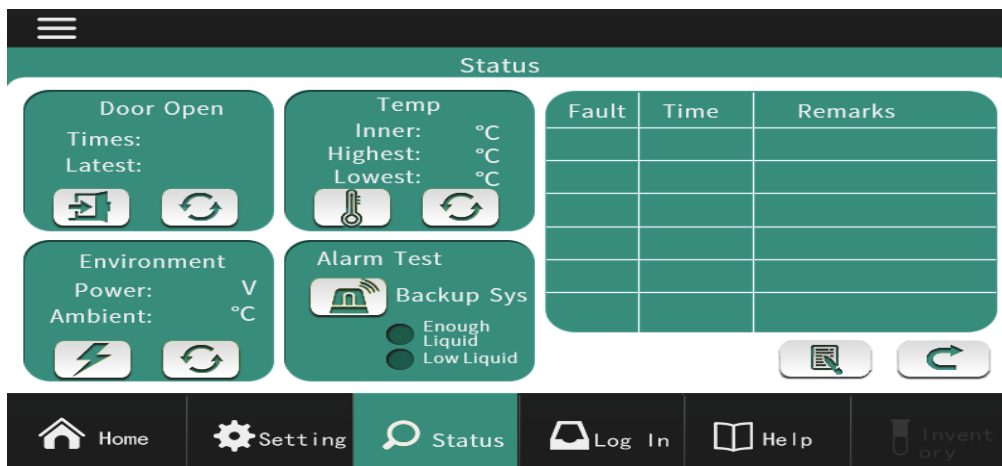 Status
Door Open
Times:
Latest:
Temp
Inner: °C
Highest: °C
Lowest: °C
Fault Time Remarks
Environment
Power: V
Ambient: °C
Alarm Test
Backup Sys
Enough
Liquid
Low Liquid
Home
Setting
Status
Log In
Help
Invent
ory